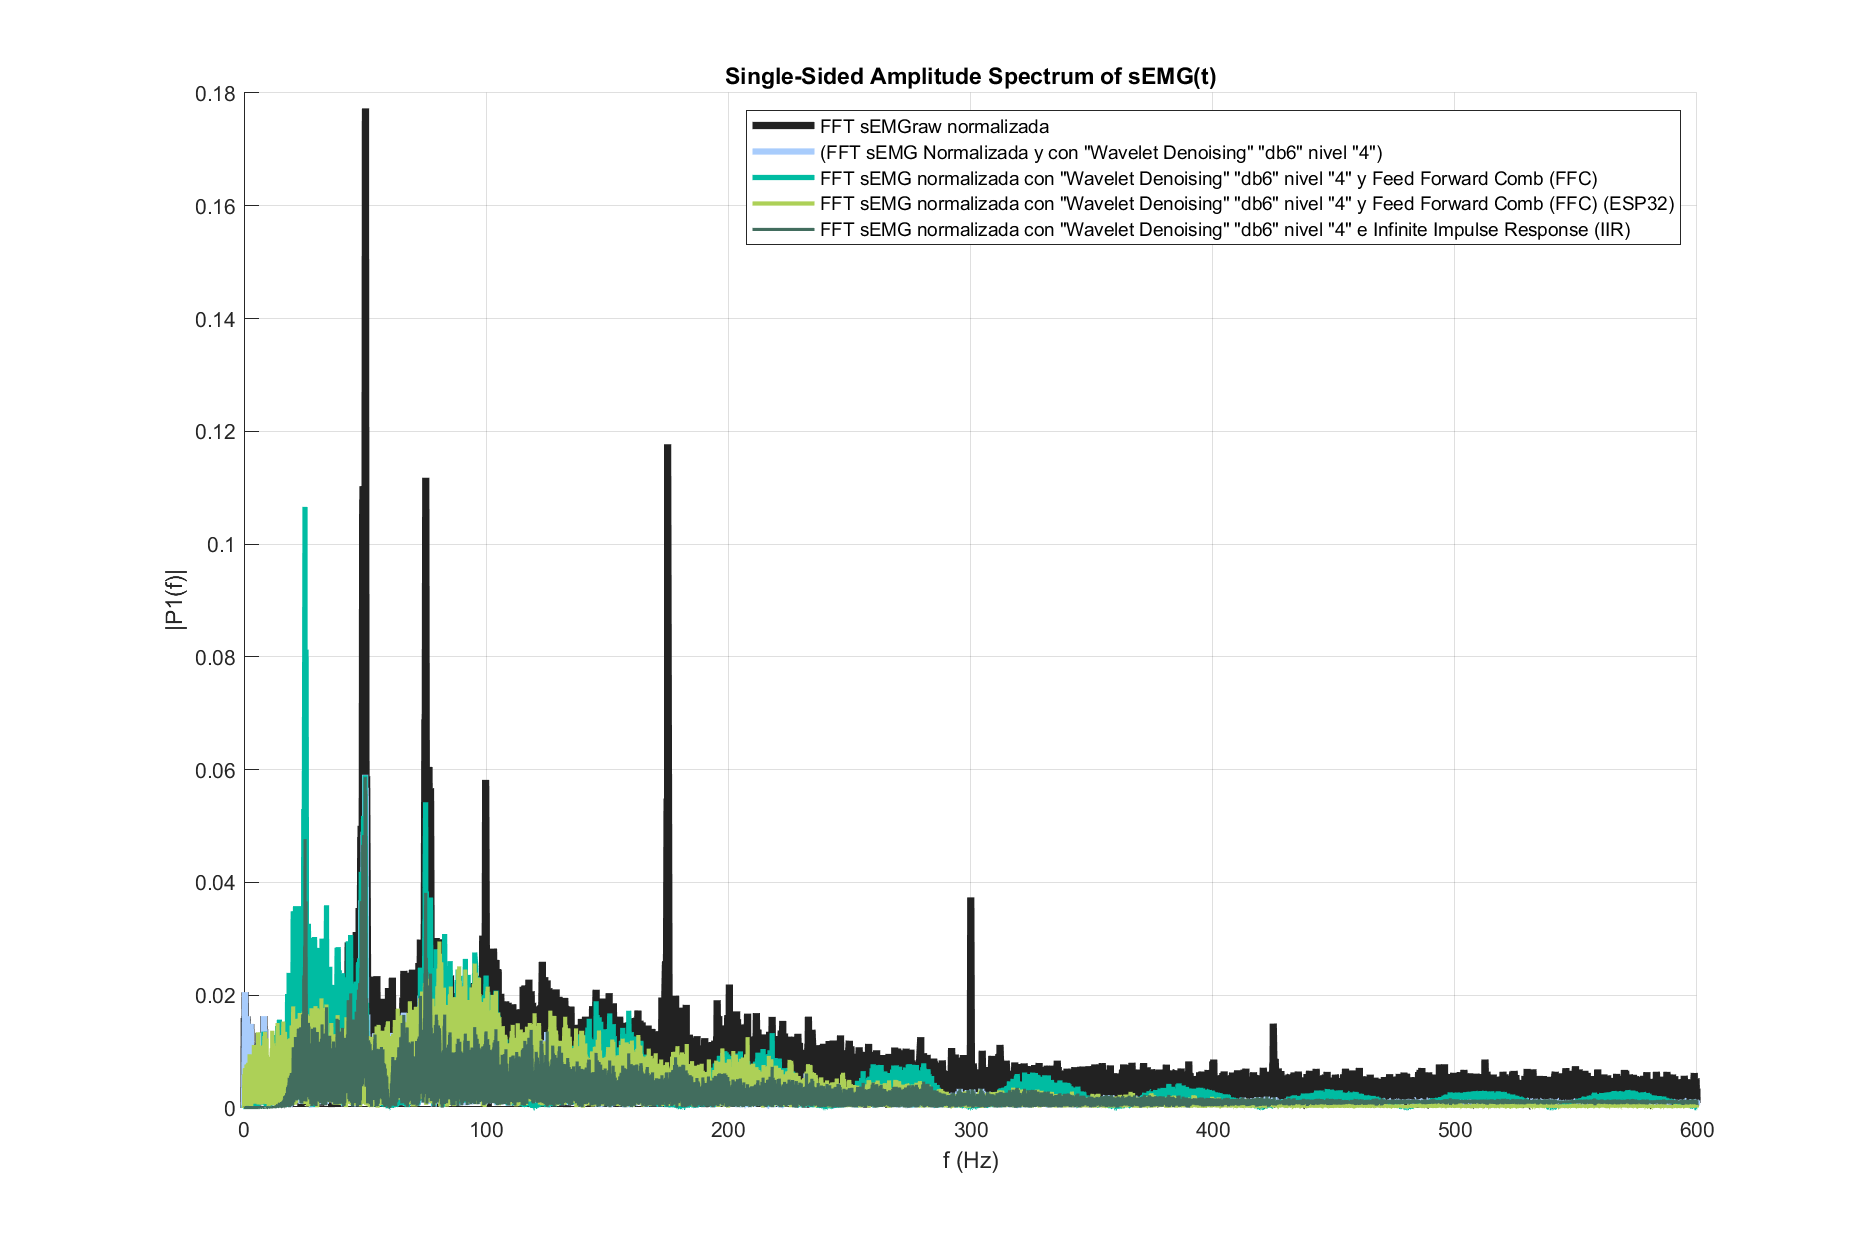 Single-Sided Amplitude Spectrum of sEMG(t)
FFT sEMGraw normalizada
(FFT sEMG Normalizada y con "Wavelet Denoising" "db6" nivel "4")
FFT sEMG normalizada con "Wavelet Denoising" "db6" nivel "4" y Feed Forward Comb (FFC)
FFT sEMG normalizada con "Wavelet Denoising" "db6" nivel "4" y Feed Forward Comb (FFC) (ESP32)
FFT sEMG normalizada con "Wavelet Denoising" "db6" nivel "4" e Infinite Impulse Response (IIR)
0.18
0.16
0.14
0.12
0.1
0.08
0.06
0.04
0.02
0
|P1(f)|
0 100 200 300 400 500 600
f (Hz)